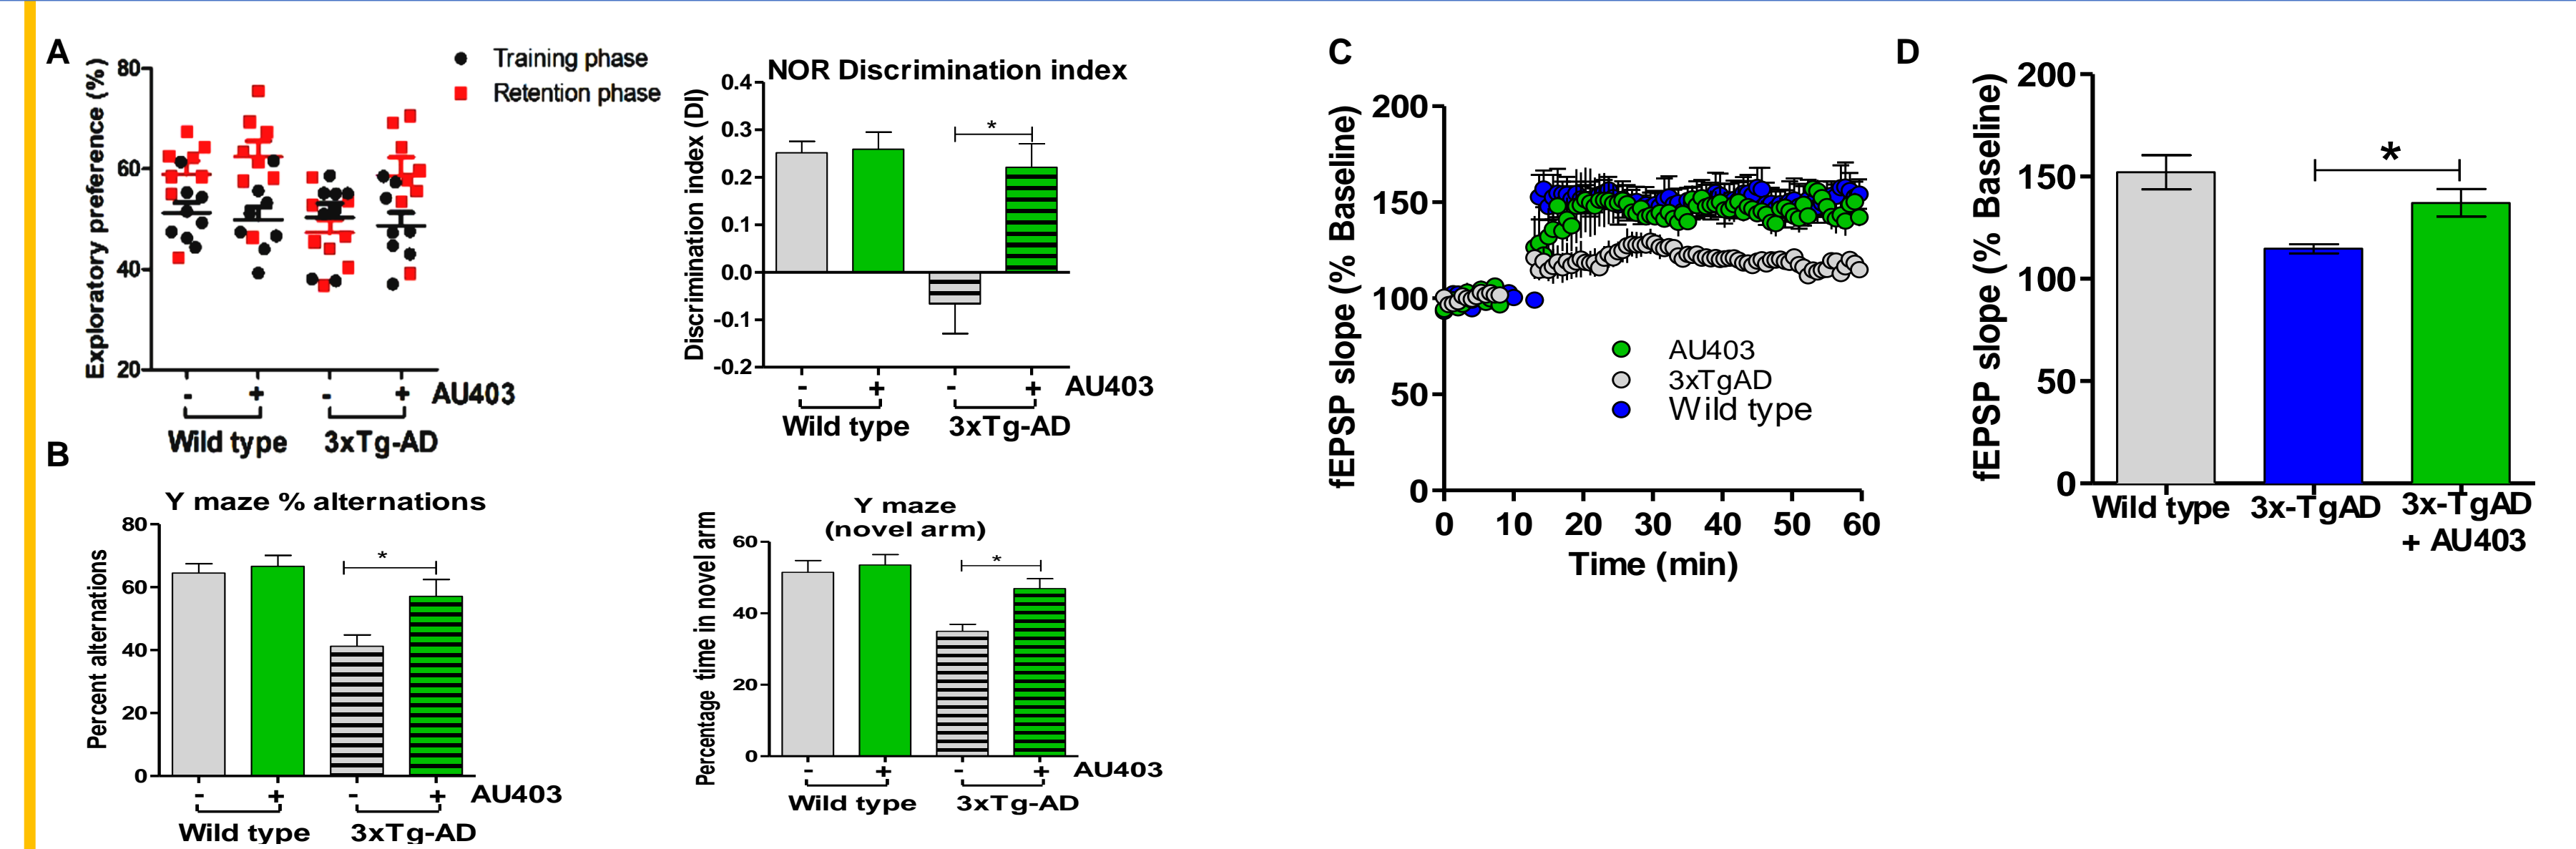 A
Exploratory preference (%)
80
60
40
20
Training phase
Retention phase
- + - + AU403
Wild type 3xTg-AD
NOR Discrimination index
Discrimination index (DI)
0.4
0.3
0.2
0.1
0.0
-0.1
-0.2
*
- + - + AU403
Wild type 3xTg-AD
B
Y maze % alternations
Percent alternations
80
60
40
20
0
*
- + - + AU403
Wild type 3xTg-AD
Y maze
(novel arm)
Percentage time in novel arm
60
40
20
0
*
- + - + AU403
Wild type 3xTg-AD
C
fEPSP slope (% Baseline)
200
150
100
50
0
AU403
3xTgAD
Wild type
0 10 20 30 40 50 60
Time (min)
D
fEPSP slope (% Baseline)
200
150
100
50
0
*
Wild type 3x-TgAD 3x-TgAD
+ AU403